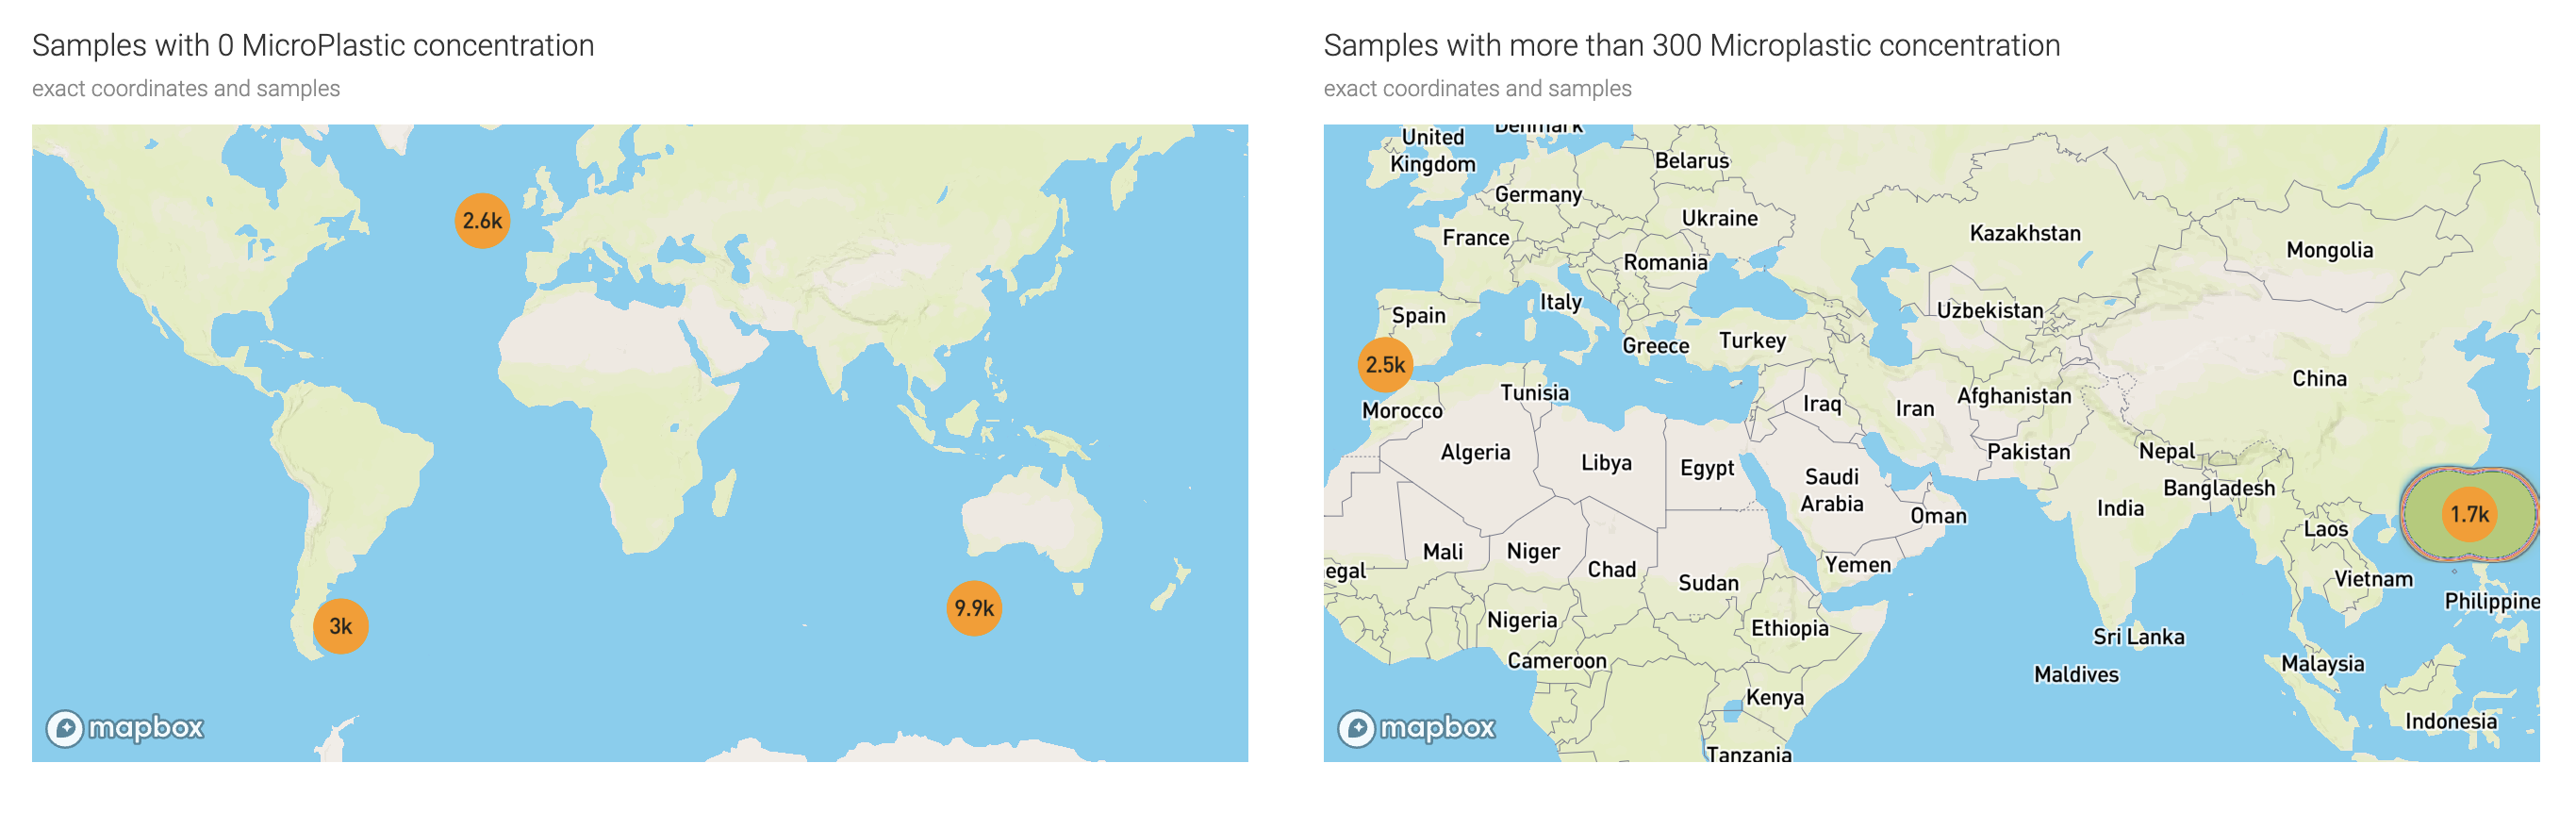 Samples with 0 MicroPlastic concentration
exact coordinates and samples
2.6k
9.9k
3k
mapbox
Samples with more than 300 Microplastic concentration
exact coordinates and samples
Denmark
United
Kingdom
Belarus
Germany
Ukraine
France
Kazakhstan
Mongolia
Romania
Italy
Uzbekistan
Spain
Turkey
Greece
2.5k
China
Tunisia
Afghanistan
Morocco
Iraq
Iran
Algeria
Libya
Egypt
Pakistan
Nepal
Saudi
Arabia
Bangladesh
India
Oman
1.7k
Laos
Mali
Niger
Chad
Yemen
egal
Sudan
Vietnam
Philippine
Nigeria
Ethiopia
Sri Lanka
Cameroon
Malaysia
Maldives
Kenya
Indonesia
mapbox
Tanzania